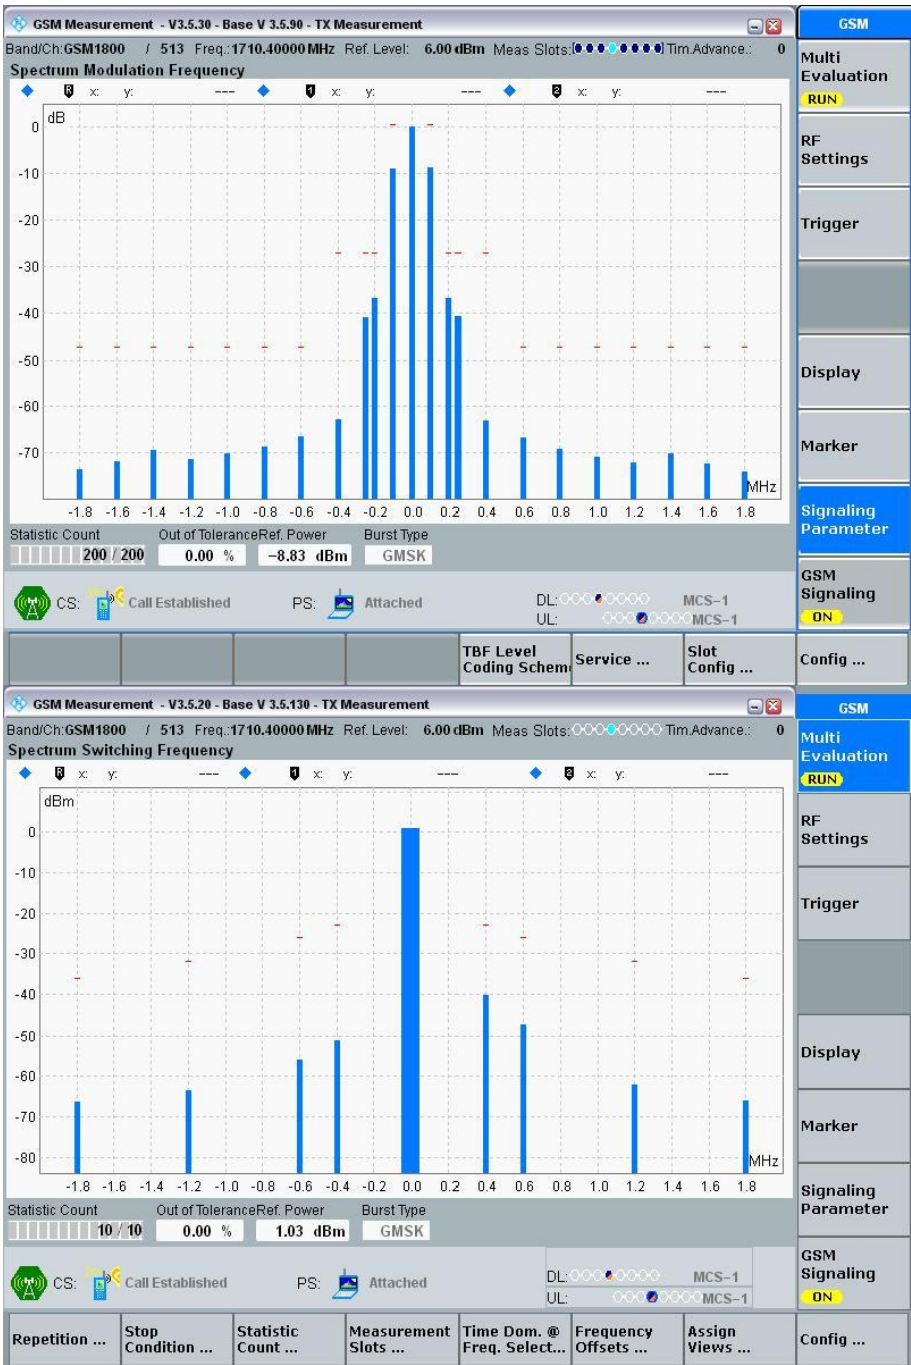 GSM Measurement - V3.5.30 - Base V 3.5.90 - TX Measurement
GSM
Band/Ch:GSM1800 / 513 Freq.:1710.40000 MHz Ref. Level: 6.00 dBm Meas Slots: Tim.Advance.: 0
Spectrum Modulation Frequency
R x: y: --- 1 x: y: --- 2 x: y: ---
dB
0
-10
-20
-30
-40
-50
-60
-70
MHz
-1.8 -1.6 -1.4 -1.2 -1.0 -0.8 -0.6 -0.4 -0.2 0.0 0.2 0.4 0.6 0.8 1.0 1.2 1.4 1.6 1.8
Statistic Count Out of Tolerance Ref. Power Burst Type
200 / 200 0.00 % -8.83 dBm GMSK
CS: Call Established PS: Attached DL: MCS-1
UL: MCS-1
Multi
Evaluation
RUN
RF
Settings
Trigger
Display
Marker
Signaling
Parameter
GSM
Signaling
ON
TBF Level
Coding Schem
Service ...
Slot
Config ...
Config ...
GSM Measurement - V3.5.20 - Base V 3.5.130 - TX Measurement
GSM
Band/Ch:GSM1800 / 513 Freq.:1710.40000 MHz Ref. Level: 6.00 dBm Meas Slots: Tim.Advance.: 0
Spectrum Switching Frequency
R x: y: --- 1 x: y: --- 2 x: y: ---
dBm
0
-10
-20
-30
-40
-50
-60
-70
-80
MHz
-1.8 -1.6 -1.4 -1.2 -1.0 -0.8 -0.6 -0.4 -0.2 0.0 0.2 0.4 0.6 0.8 1.0 1.2 1.4 1.6 1.8
Statistic Count Out of Tolerance Ref. Power Burst Type
10 / 10 0.00 % 1.03 dBm GMSK
CS: Call Established PS: Attached DL: MCS-1
UL: MCS-1
Multi
Evaluation
RUN
RF
Settings
Trigger
Display
Marker
Signaling
Parameter
GSM
Signaling
ON
Repetition ...
Stop
Condition ...
Statistic
Count ...
Measurement
Slots ...
Time Dom. @
Freq. Select...
Frequency
Offsets ...
Assign
Views ...
Config ...